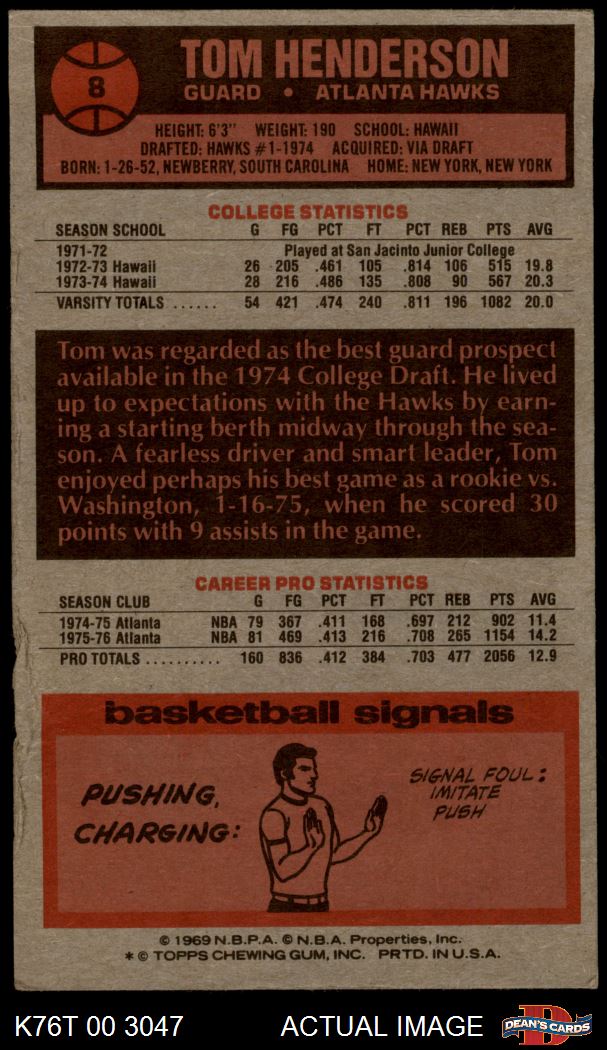 8
TOM HENDERSON
GUARD • ATLANTA HAWKS
HEIGHT: 6'3" WEIGHT: 190 SCHOOL: HAWAII
DRAFTED: HAWKS #1-1974 ACQUIRED: VIA DRAFT
BORN: 1-26-52, NEWBERRY, SOUTH CAROLINA HOME: NEW YORK, NEW YORK
COLLEGE STATISTICS
SEASON SCHOOL G FG PCT FT PCT REB PTS AVG
1971-72 Played at San Jacinto Junior College
1972-73 Hawaii 26 205 .461 105 .814 106 515 19.8
1973-74 Hawaii 28 216 .486 135 .808 90 567 20.3
VARSITY TOTALS ...... 54 421 .474 240 .811 196 1082 20.0
Tom was regarded as the best guard prospect
available in the 1974 College Draft. He lived
up to expectations with the Hawks by earn-
ing a starting berth midway through the sea-
son. A fearless driver and smart leader, Tom
enjoyed perhaps his best game as a rookie vs.
Washington, 1-16-75, when he scored 30
points with 9 assists in the game.
CAREER PRO STATISTICS
SEASON CLUB G FG PCT FT PCT REB PTS AVG
1974-75 Atlanta NBA 79 367 .411 168 .697 212 902 11.4
1975-76 Atlanta NBA 81 469 .413 216 .708 265 1154 14.2
PRO TOTALS .......... 160 836 .412 384 .703 477 2056 12.9
basketball signals
PUSHING,
CHARGING:
SIGNAL FOUL:
IMITATE
PUSH
© 1969 N.B.P.A. © N.B.A. Properties, Inc.
* © TOPPS CHEWING GUM, INC. PRTD. IN U.S.A.
K76T 00 3047 ACTUAL IMAGE DEAN'S CARDS